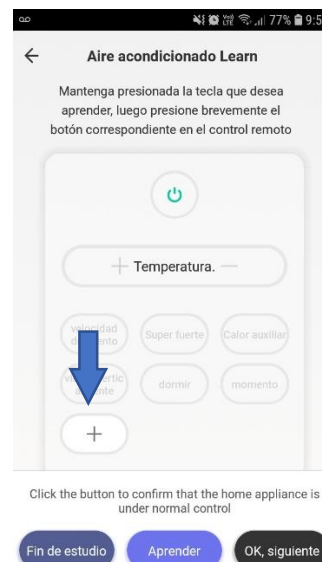 77% 9:5
Aire acondicionado Learn
Mantenga presionada la tecla que desea
aprender, luego presione brevemente el
botón correspondiente en el control remoto
Temperatura.
velocidad
Super fuerte
Calor auxiliar
dormir
momento
Click the button to confirm that the home appliance is
under normal control
Fin de estudio
Aprender
OK, siguiente